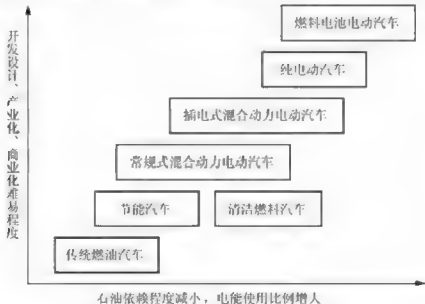 燃料电池电动汽车
纯电动汽车
插电式混合动力电动汽车
常规式混合动力电动汽车
节能汽车
清洁燃料汽车
传统燃油汽车
开发设计、产业化、商业化难易程度
石油依赖程度减小，电能使用比例增大